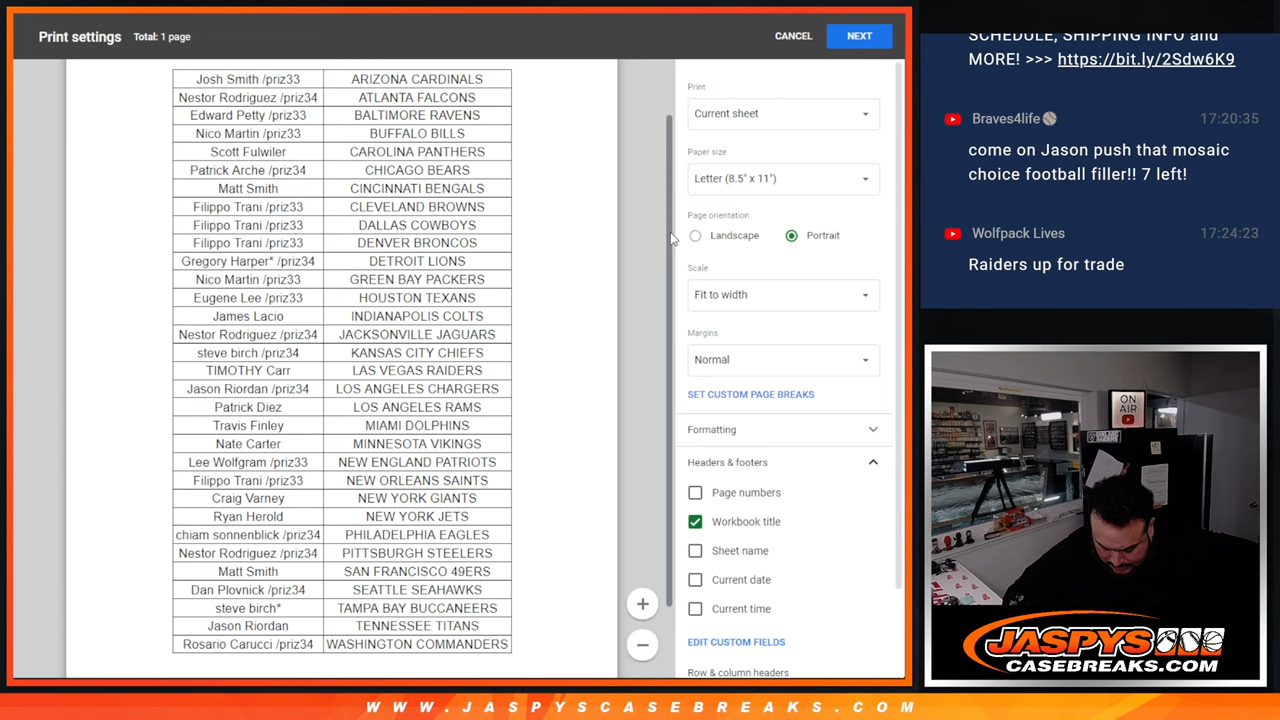 Print settings Total: 1 page CANCEL NEXT
Josh Smith /priz33 ARIZONA CARDINALS
Nestor Rodriguez /priz34 ATLANTA FALCONS
Edward Petty /priz33 BALTIMORE RAVENS
Nico Martin /priz33 BUFFALO BILLS
Scott Fulwiler CAROLINA PANTHERS
Patrick Arche /priz34 CHICAGO BEARS
Matt Smith CINCINNATI BENGALS
Filippo Trani /priz33 CLEVELAND BROWNS
Filippo Trani /priz33 DALLAS COWBOYS
Filippo Trani /priz33 DENVER BRONCOS
Gregory Harper* /priz34 DETROIT LIONS
Nico Martin /priz33 GREEN BAY PACKERS
Eugene Lee /priz33 HOUSTON TEXANS
James Lacio INDIANAPOLIS COLTS
Nestor Rodriguez /priz34 JACKSONVILLE JAGUARS
steve birch /priz34 KANSAS CITY CHIEFS
TIMOTHY Carr LAS VEGAS RAIDERS
Jason Riordan /priz34 LOS ANGELES CHARGERS
Patrick Diez LOS ANGELES RAMS
Travis Finley MIAMI DOLPHINS
Nate Carter MINNESOTA VIKINGS
Lee Wolfgram /priz33 NEW ENGLAND PATRIOTS
Filippo Trani /priz33 NEW ORLEANS SAINTS
Craig Varney NEW YORK GIANTS
Ryan Herold NEW YORK JETS
chiam sonnenblick /priz34 PHILADELPHIA EAGLES
Nestor Rodriguez /priz34 PITTSBURGH STEELERS
Matt Smith SAN FRANCISCO 49ERS
Dan Plovnick /priz34 SEATTLE SEAHAWKS
steve birch* TAMPA BAY BUCCANEERS
Jason Riordan TENNESSEE TITANS
Rosario Carucci /priz34 WASHINGTON COMMANDERS
Print
Current sheet
Paper size
Letter (8.5" x 11")
Page orientation
Landscape Portrait
Scale
Fit to width
Margins
Normal
SET CUSTOM PAGE BREAKS
Formatting
Headers & footers
Page numbers
Workbook title
Sheet name
Current date
Current time
EDIT CUSTOM FIELDS
Row & column headers
SCHEDULE, SHIPPING INFO and
MORE! >>> https://bit.ly/2Sdw6K9
Braves4life 17:20:35
come on Jason push that mosaic
choice football filler!! 7 left!
Wolfpack Lives 17:24:23
Raiders up for trade
ON
AIR
JASPYS
CASEBREAKS.COM
WWW.JASPYSCASEBREAKS.COM